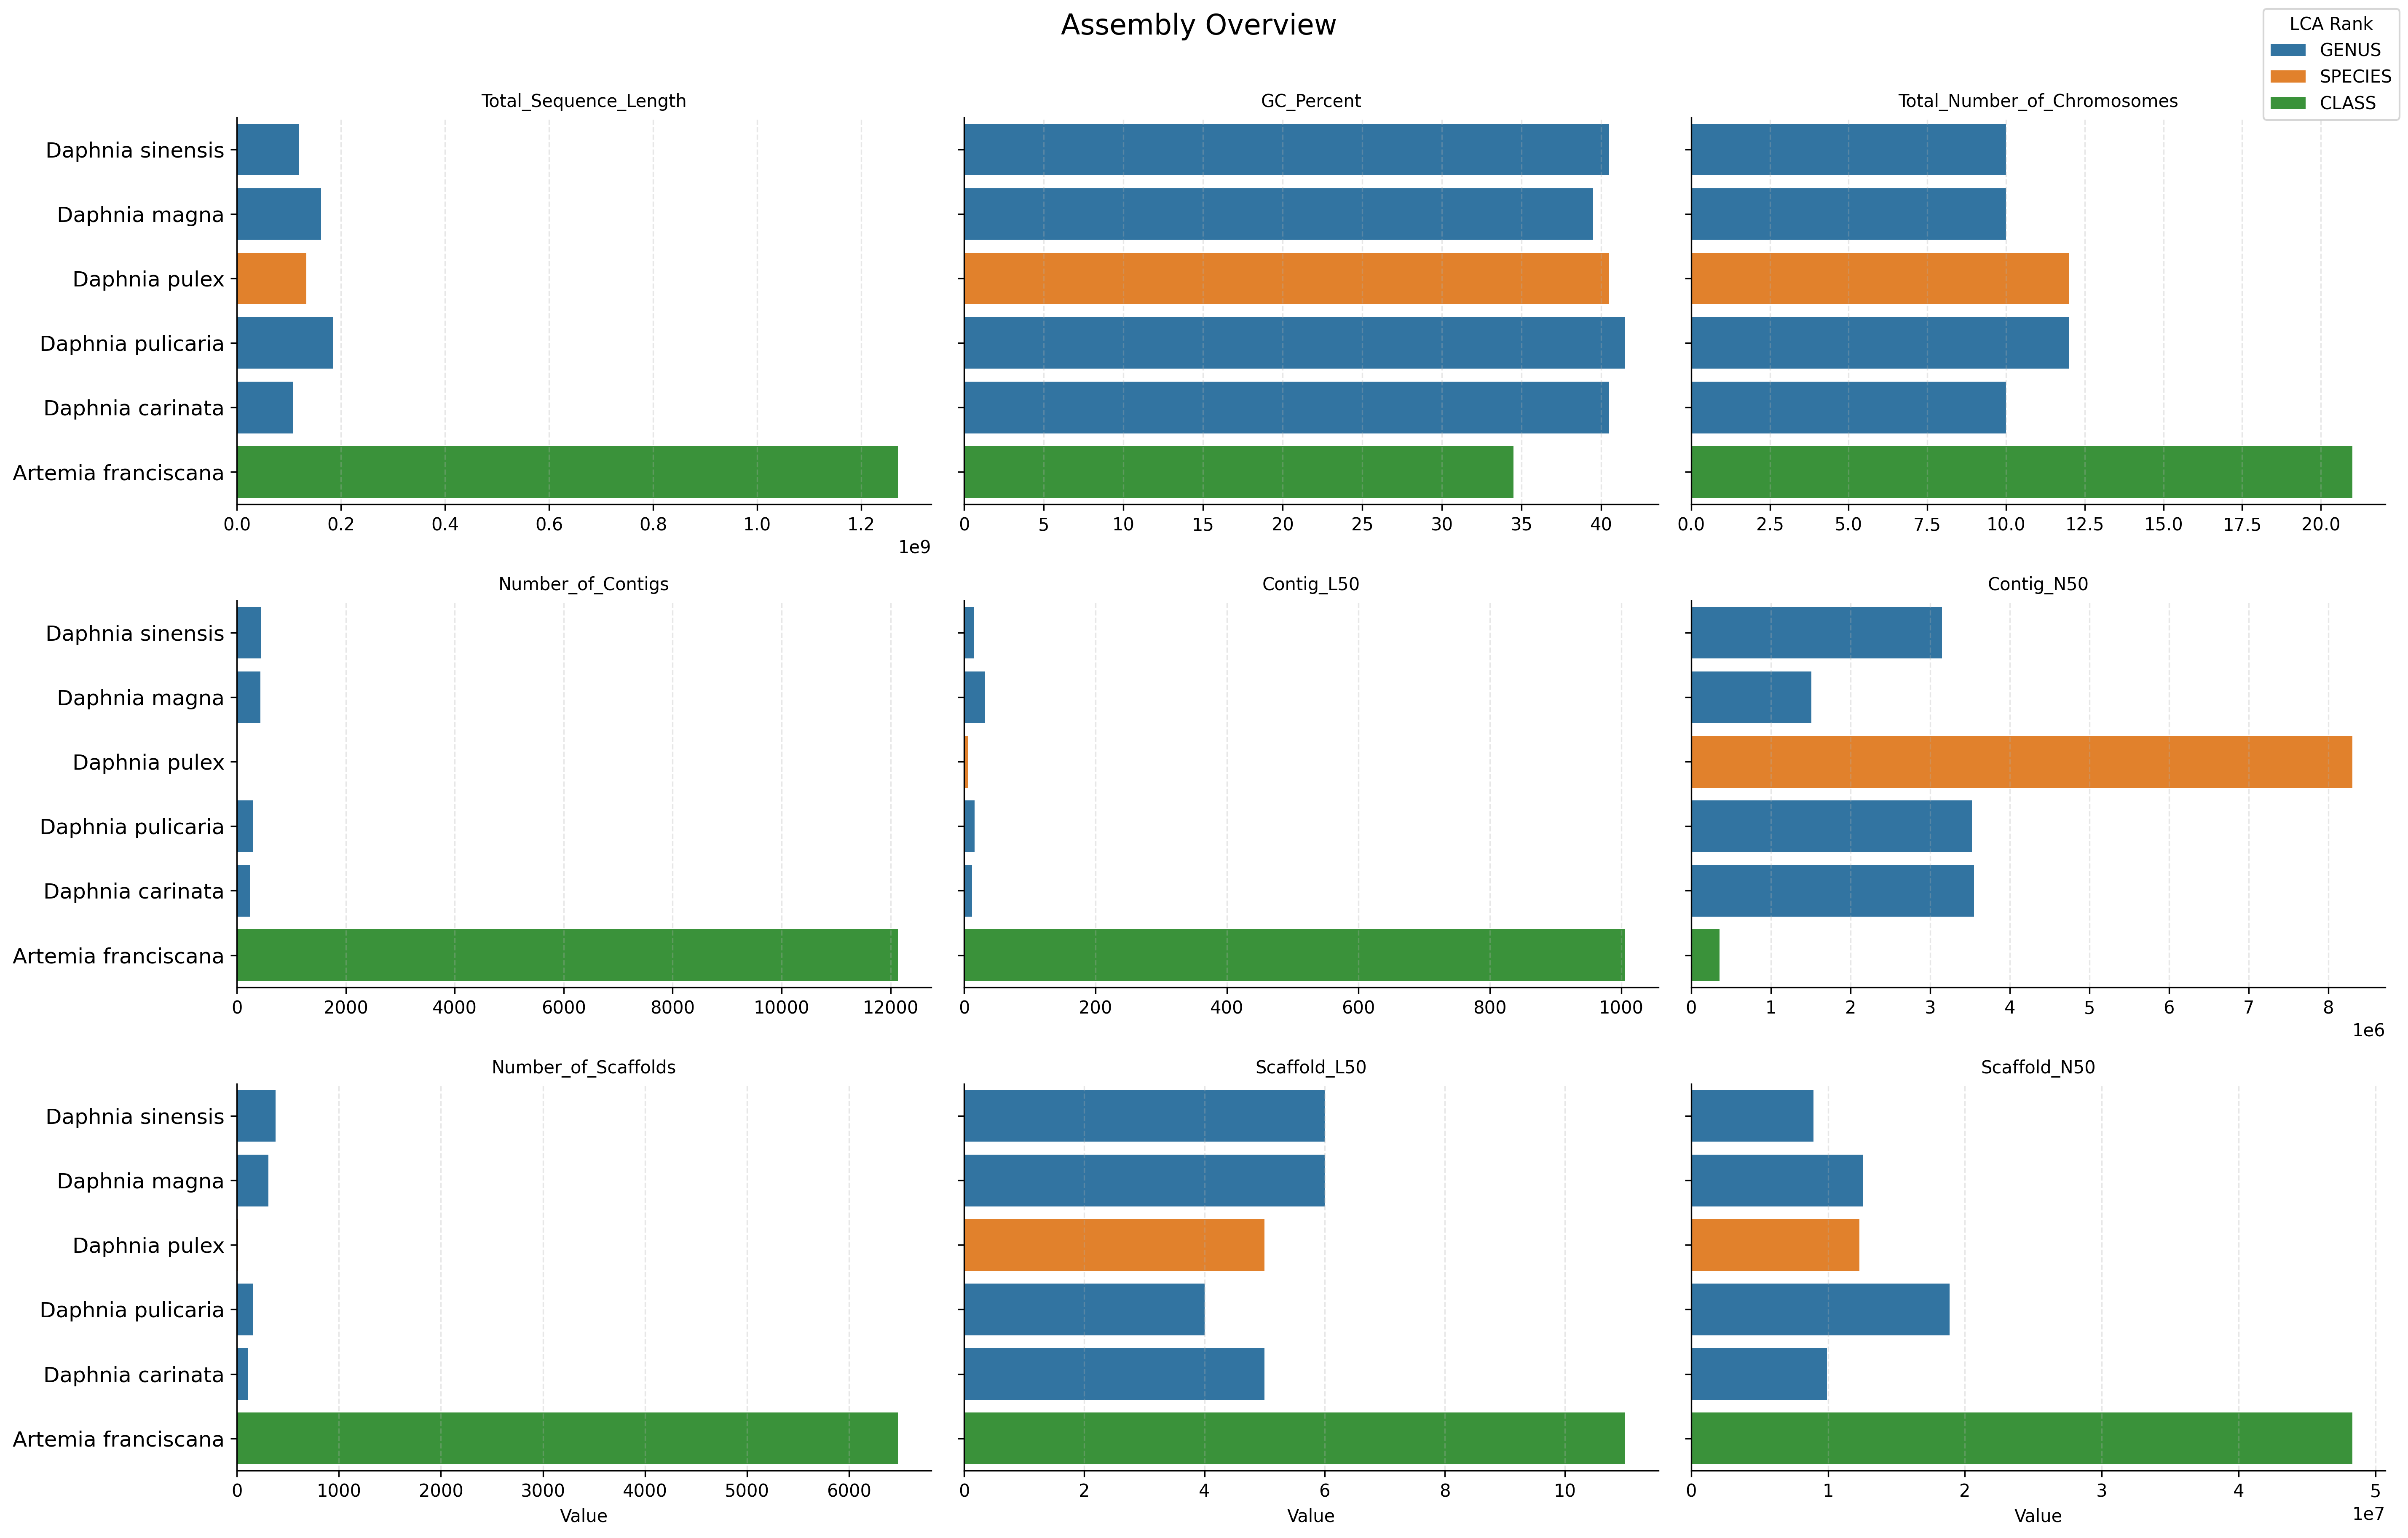 Assembly Overview
LCA Rank
GENUS
SPECIES
CLASS
Total_Sequence_Length
GC_Percent
Total_Number_of_Chromosomes
Daphnia sinensis
Daphnia magna
Daphnia pulex
Daphnia pulicaria
Daphnia carinata
Artemia franciscana
0.0 0.2 0.4 0.6 0.8 1.0 1.2
1e9
0 5 10 15 20 25 30 35 40
0.0 2.5 5.0 7.5 10.0 12.5 15.0 17.5 20.0
Number_of_Contigs
Contig_L50
Contig_N50
Daphnia sinensis
Daphnia magna
Daphnia pulex
Daphnia pulicaria
Daphnia carinata
Artemia franciscana
0 2000 4000 6000 8000 10000 12000
0 200 400 600 800 1000
0 1 2 3 4 5 6 7 8
1e6
Number_of_Scaffolds
Scaffold_L50
Scaffold_N50
Daphnia sinensis
Daphnia magna
Daphnia pulex
Daphnia pulicaria
Daphnia carinata
Artemia franciscana
0 1000 2000 3000 4000 5000 6000
Value
0 2 4 6 8 10
Value
0 1 2 3 4 5
1e7
Value